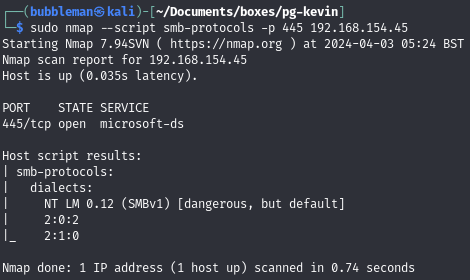 ┌──(bubbleman㉿kali)-[~/Documents/boxes/pg-kevin]
└─$ sudo nmap --script smb-protocols -p 445 192.168.154.45
Starting Nmap 7.94SVN ( https://nmap.org ) at 2024-04-03 05:24 BST
Nmap scan report for 192.168.154.45
Host is up (0.035s latency).

PORT    STATE SERVICE
445/tcp open  microsoft-ds

Host script results:
| smb-protocols:
|   dialects:
|     NT LM 0.12 (SMBv1) [dangerous, but default]
|     2:0:2
|_    2:1:0

Nmap done: 1 IP address (1 host up) scanned in 0.74 seconds